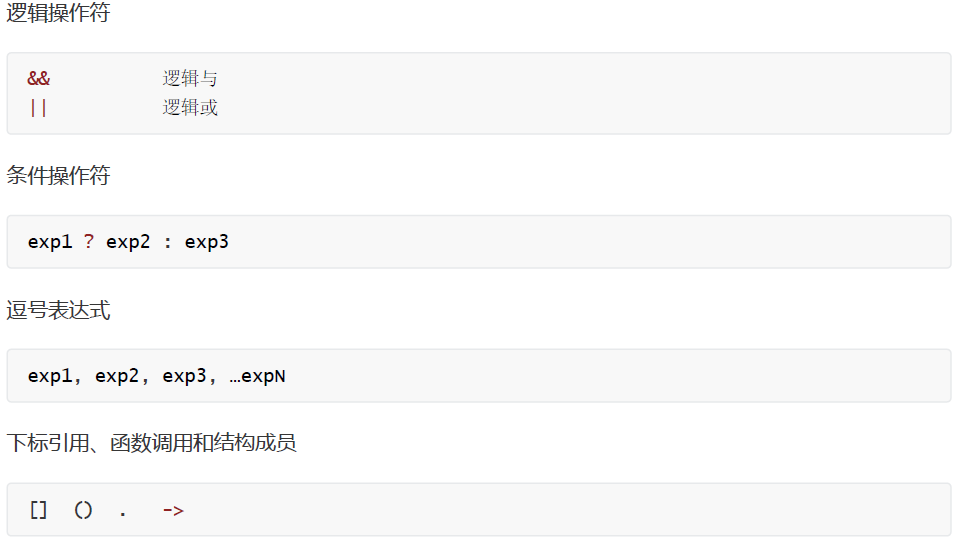 逻辑操作符
&& 逻辑与
|| 逻辑或
条件操作符
exp1 ? exp2 : exp3
逗号表达式
exp1, exp2, exp3, …expN
下标引用、函数调用和结构成员
[] () . ->